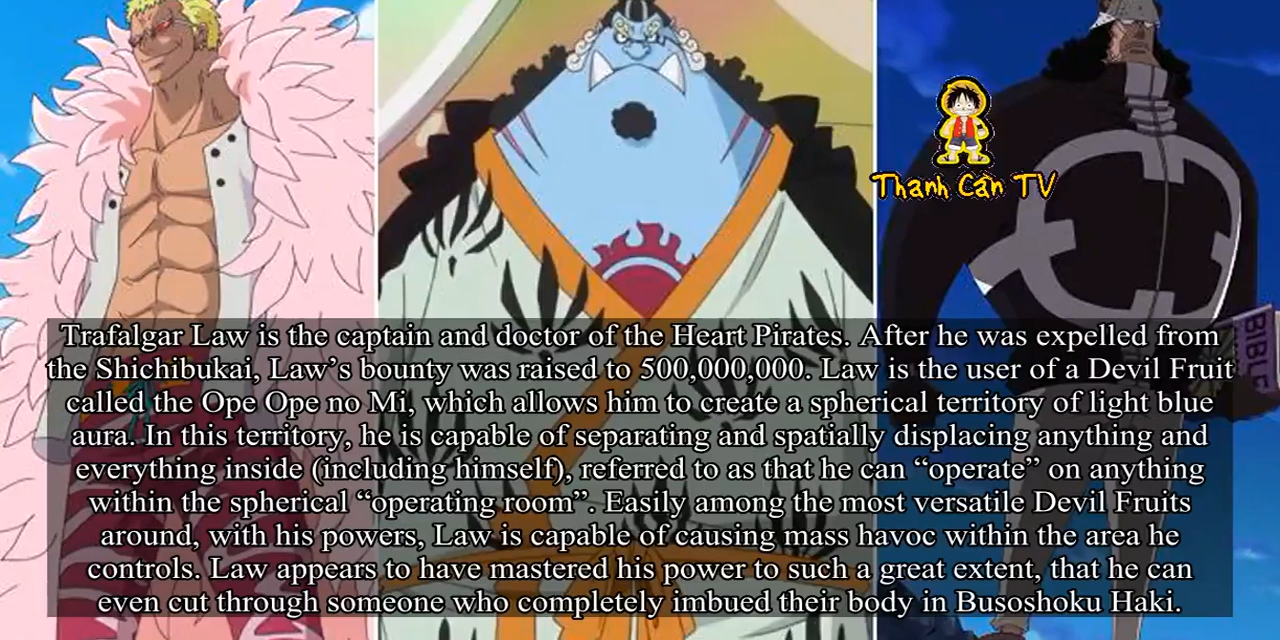 Thanh Cần TV
Trafalgar Law is the captain and doctor of the Heart Pirates. After he was expelled from
the Shichibukai, Law’s bounty was raised to 500,000,000. Law is the user of a Devil Fruit
called the Ope Ope no Mi, which allows him to create a spherical territory of light blue
aura. In this territory, he is capable of separating and spatially displacing anything and
everything inside (including himself), referred to as that he can “operate” on anything
within the spherical “operating room”. Easily among the most versatile Devil Fruits
around, with his powers, Law is capable of causing mass havoc within the area he
controls. Law appears to have mastered his power to such a great extent, that he can
even cut through someone who completely imbued their body in Busoshoku Haki.
BIBLE